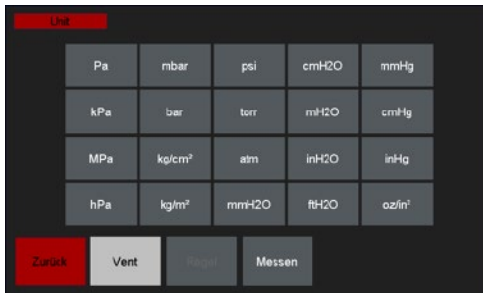 Unit
Pa mbar psi cmH2O mmHg
kPa bar torr mH2O cmHg
MPa kg/cm² atm inH2O inHg
hPa kg/m² mmH2O ftH2O oz/in²
Zurück Vent Regel Messen